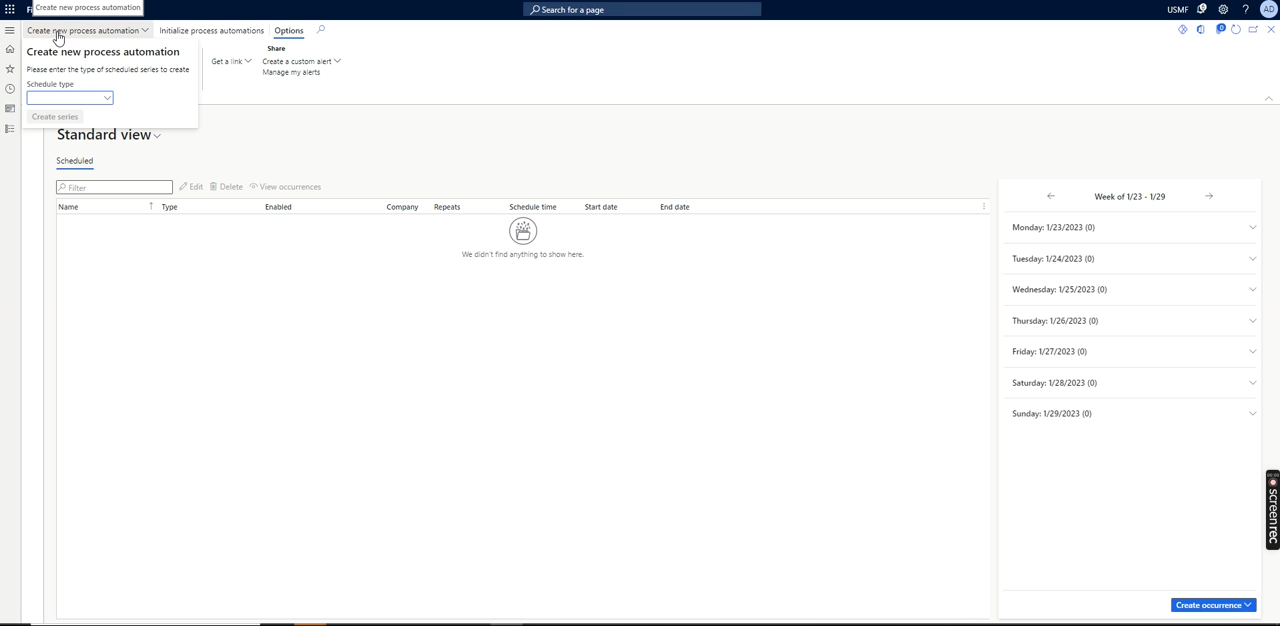 Create new process automation
Fi
Search for a page
USMF
?
AD
Create new process automation
Initialize process automations
Options
0
Create new process automation
Please enter the type of scheduled series to create
Schedule type
Create series
Share
Get a link
Create a custom alert
Manage my alerts
Standard view
Scheduled
Filter
Edit
Delete
View occurrences
Name
Type
Enabled
Company
Repeats
Schedule time
Start date
End date
We didn't find anything to show here.
Week of 1/23 - 1/29
Monday: 1/23/2023 (0)
Tuesday: 1/24/2023 (0)
Wednesday: 1/25/2023 (0)
Thursday: 1/26/2023 (0)
Friday: 1/27/2023 (0)
Saturday: 1/28/2023 (0)
Sunday: 1/29/2023 (0)
Create occurrence
screenrec